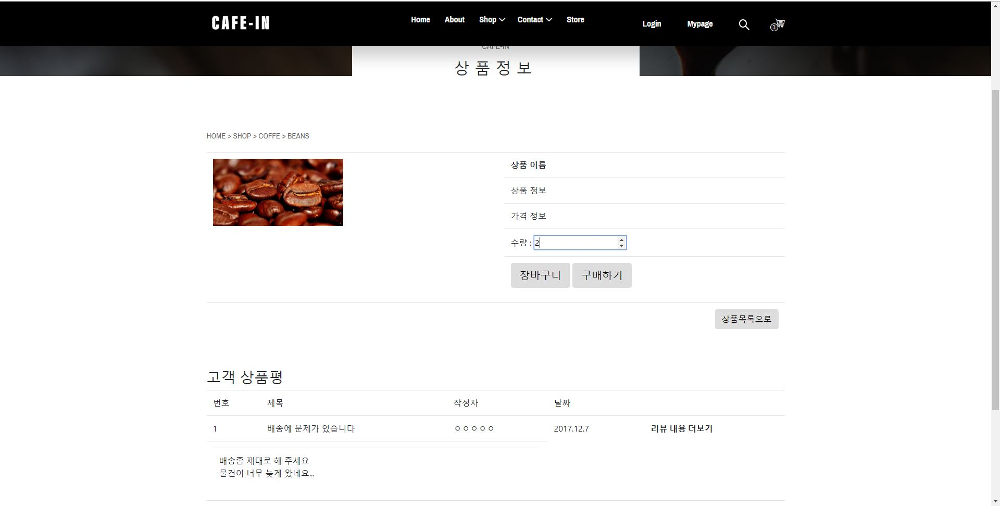 CAFE-IN
Home About Shop Contact Store Login Mypage 1
CAFE-IN
상 품 정 보
HOME > SHOP > COFFE > BEANS
상품 이름
상품 정보
가격 정보
수량 : 2
장바구니 구매하기
상품목록으로
고객 상품평
번호 제목 작성자 날짜
1 배송에 문제가 있습니다 ㅇㅇㅇㅇㅇ 2017.12.7 리뷰 내용 더보기
배송좀 제대로 해 주세요
물건이 너무 늦게 왔네요...